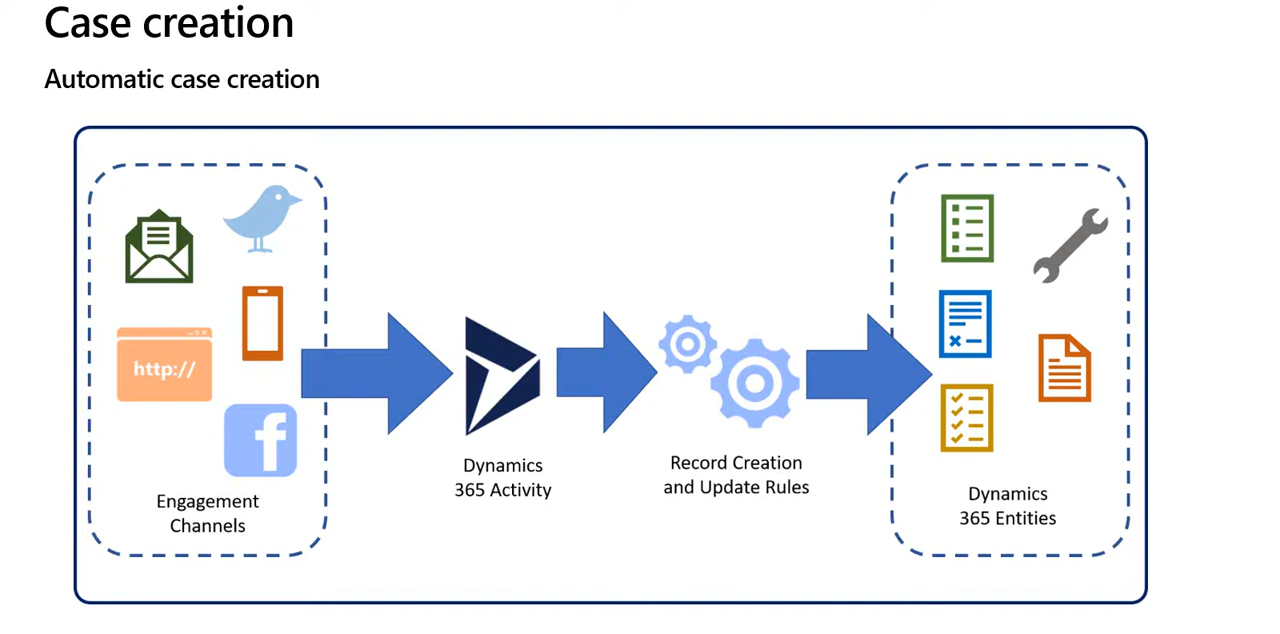 Case creation
Automatic case creation
http://
f
Engagement
Channels
Dynamics
365 Activity
Record Creation
and Update Rules
Dynamics
365 Entities